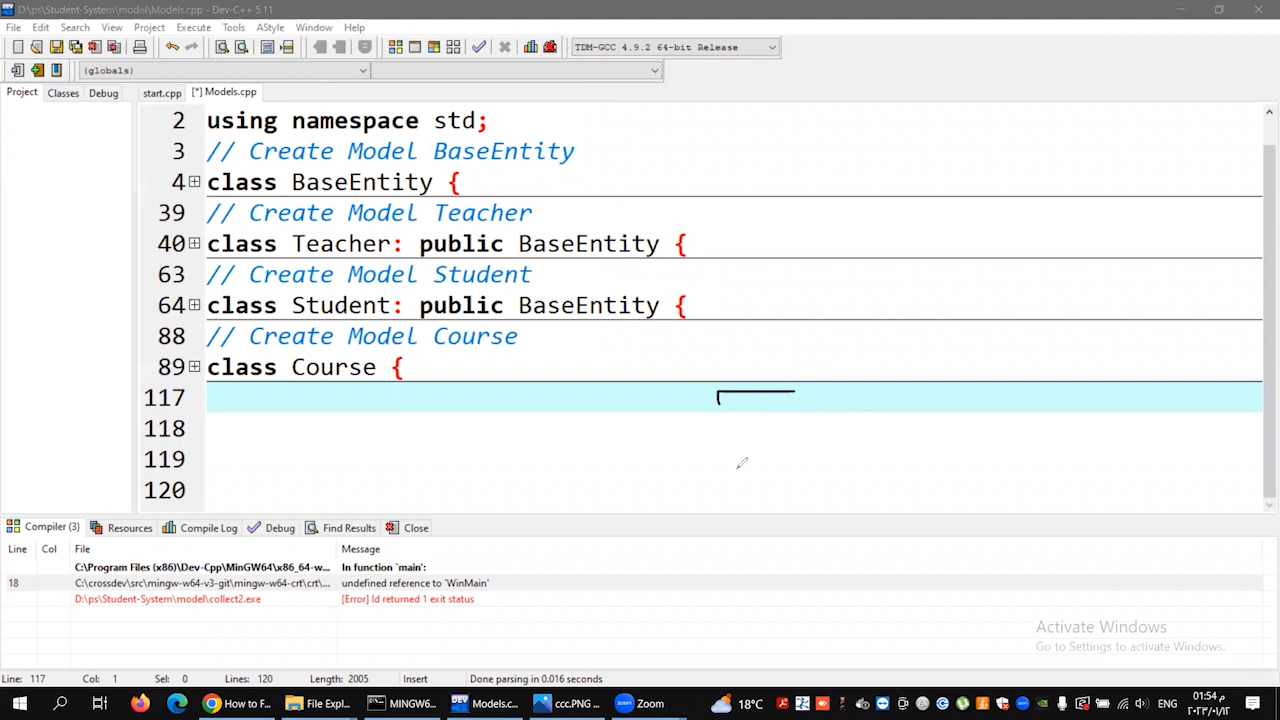 D:\ps\Student-System\model\Models.cpp - Dev-C++ 5.11
File Edit Search View Project Execute Tools AStyle Window Help
TDM-GCC 4.9.2 64-bit Release
(globals)
Project Classes Debug start.cpp [*] Models.cpp
2 using namespace std;
3 // Create Model BaseEntity
4 class BaseEntity {
39 // Create Model Teacher
40 class Teacher: public BaseEntity {
63 // Create Model Student
64 class Student: public BaseEntity {
88 // Create Model Course
89 class Course {
117
118
119
120
Compiler (3) Resources Compile Log Debug Find Results Close
Line Col File Message
C:\Program Files (x86)\Dev-Cpp\MinGW64\x86_64-w... In function `main':
18 C:\crossdev\src\mingw-w64-v3-git\mingw-w64-crt\crt\... undefined reference to `WinMain'
D:\ps\Student-System\model\collect2.exe [Error] ld returned 1 exit status
Activate Windows
Go to Settings to activate Windows.
Line: 117 Col: 1 Sel: 0 Lines: 120 Length: 2005 Insert Done parsing in 0.016 seconds
How to F... File Expl... MINGW6... Models.c... ccc.PNG ... Zoom 18°C ENG 01:54 م